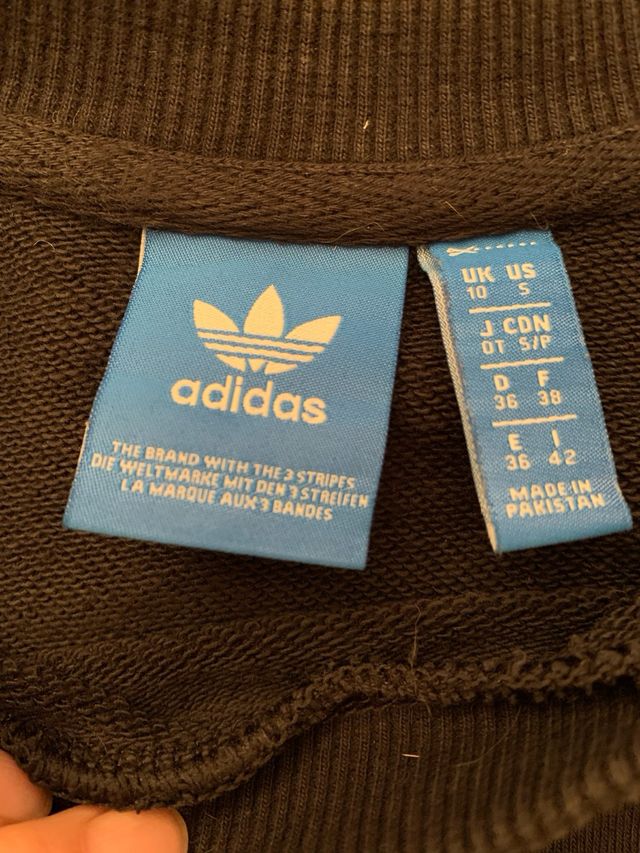 adidas
THE BRAND WITH THE 3 STRIPES
DIE WELTMARKE MIT DEN 3 STREIFEN
LA MARQUE AUX 3 BANDES
UK US
10 S
J CDN
OT S/P
D F
36 38
E I
36 42
MADE IN
PAKISTAN